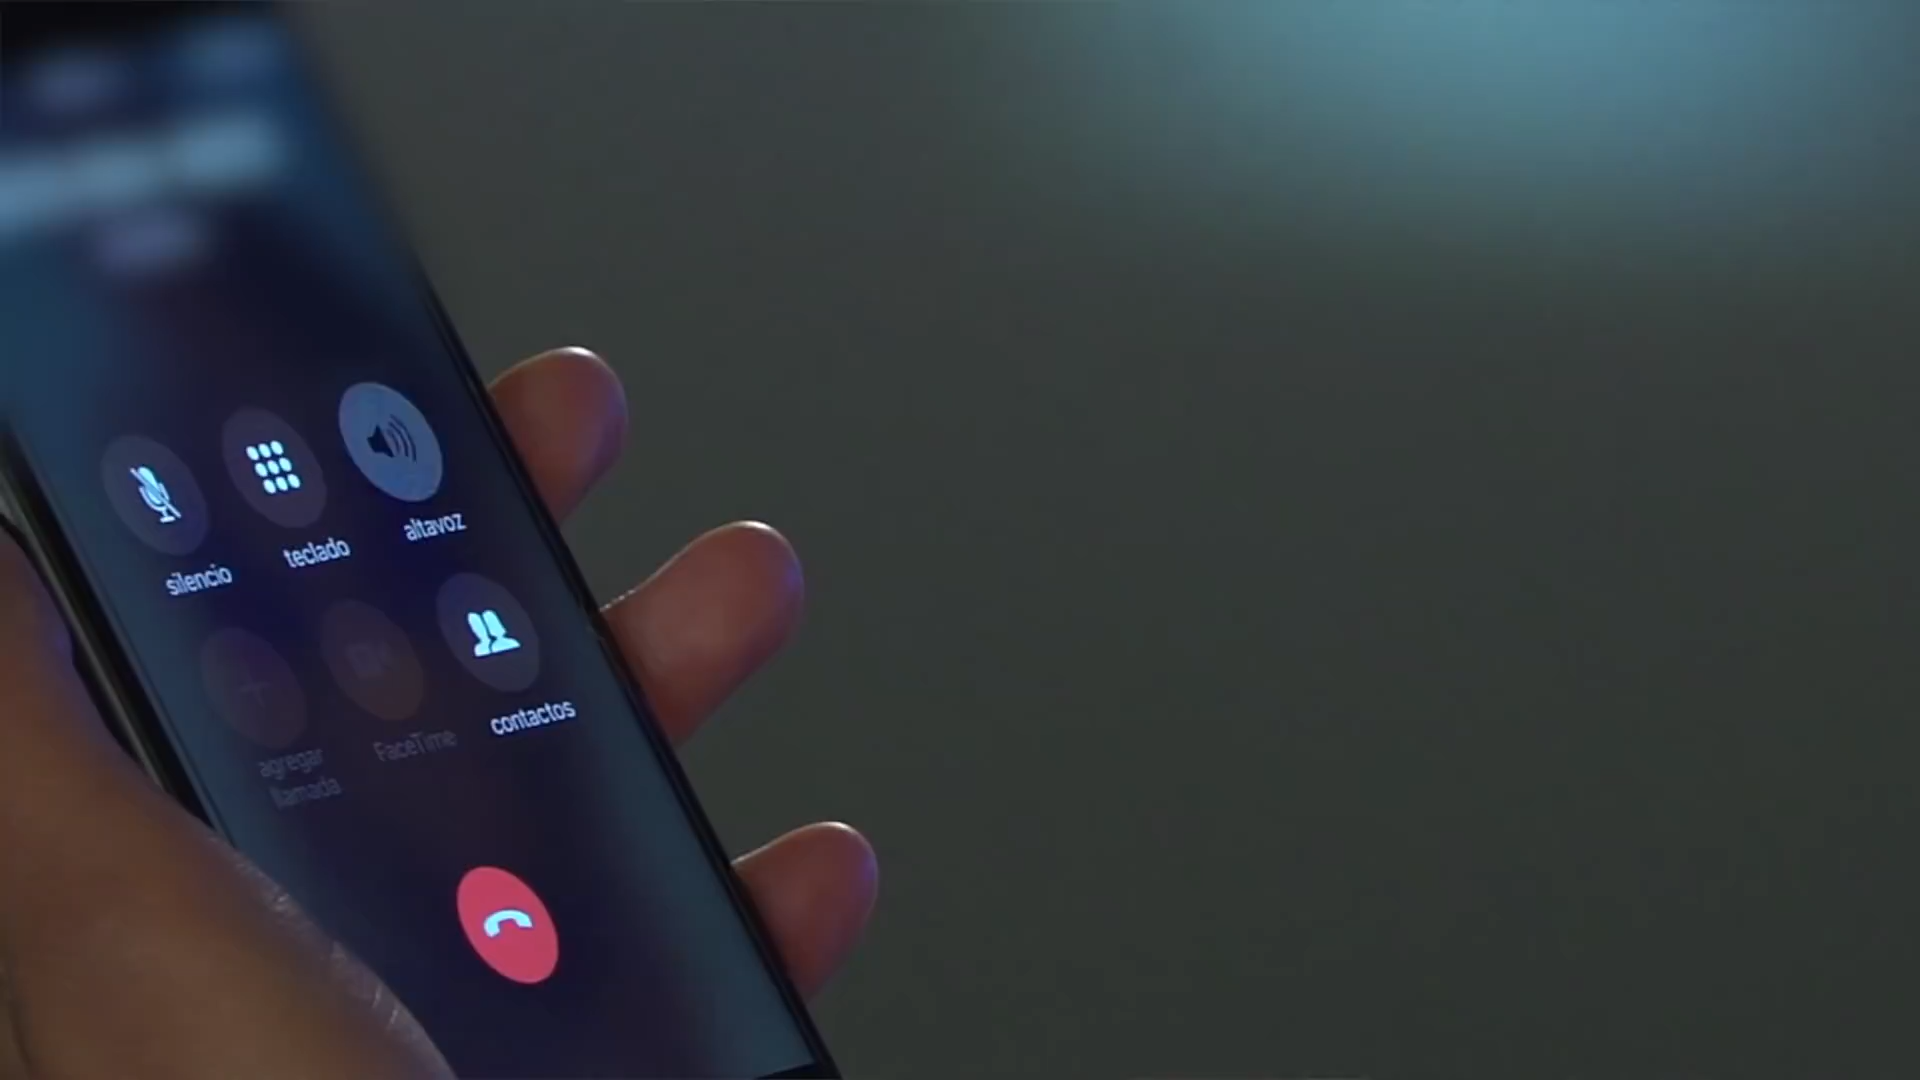 silencio
teclado
altavoz
agregar
llamada
FaceTime
contactos